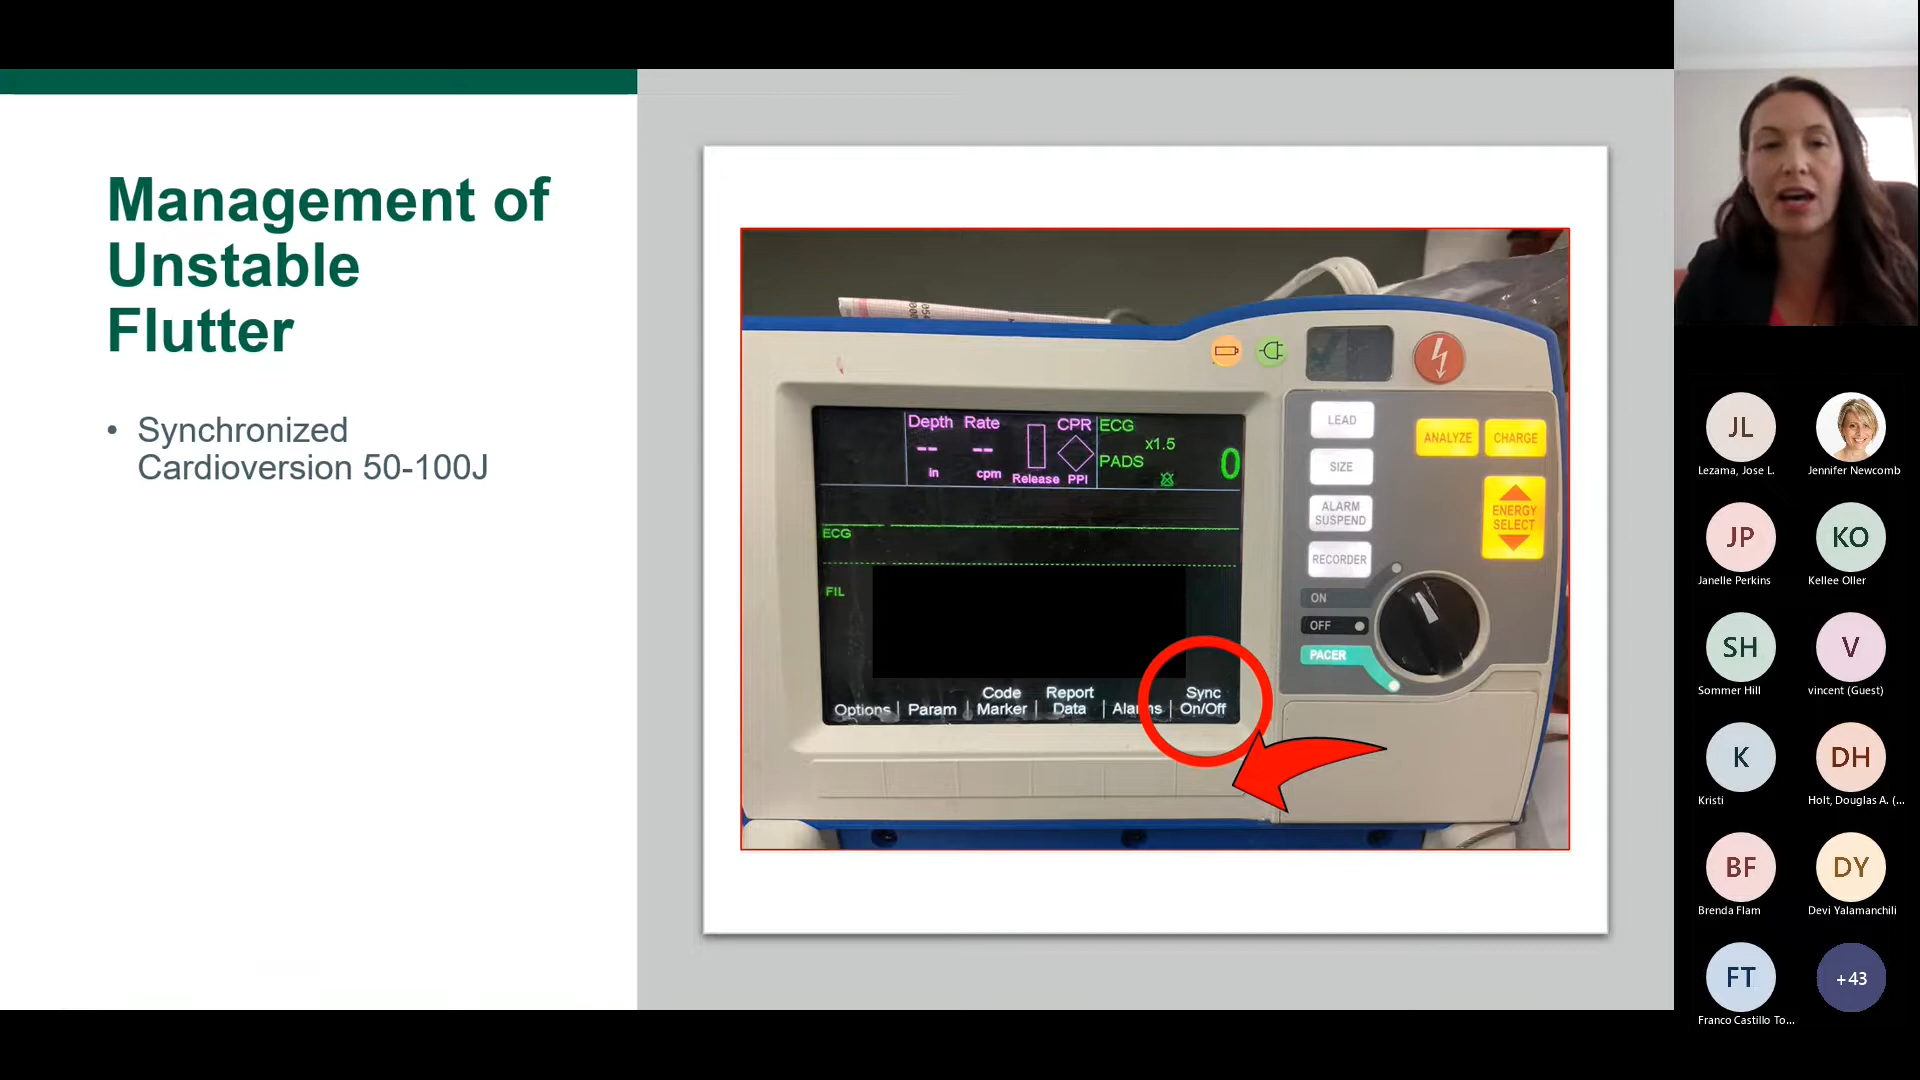 Management of
Unstable
Flutter
• Synchronized
Cardioversion 50-100J
Depth Rate
CPR
ECG
x1.5
PADS
0
-- --
in cpm
Release PPI
ECG
FIL
Options
Param
Code
Marker
Report
Data
Alarms
Sync
On/Off
LEAD
SIZE
ALARM
SUSPEND
RECORDER
ON
OFF
PACER
ANALYZE
CHARGE
ENERGY
SELECT
JL
Lezama, Jose L.
Jennifer Newcomb
JP
Janelle Perkins
KO
Kellee Oller
SH
Sommer Hill
V
vincent (Guest)
K
Kristi
DH
Holt, Douglas A. (...
BF
Brenda Flam
DY
Devi Yalamanchili
FT
Franco Castillo To...
+43